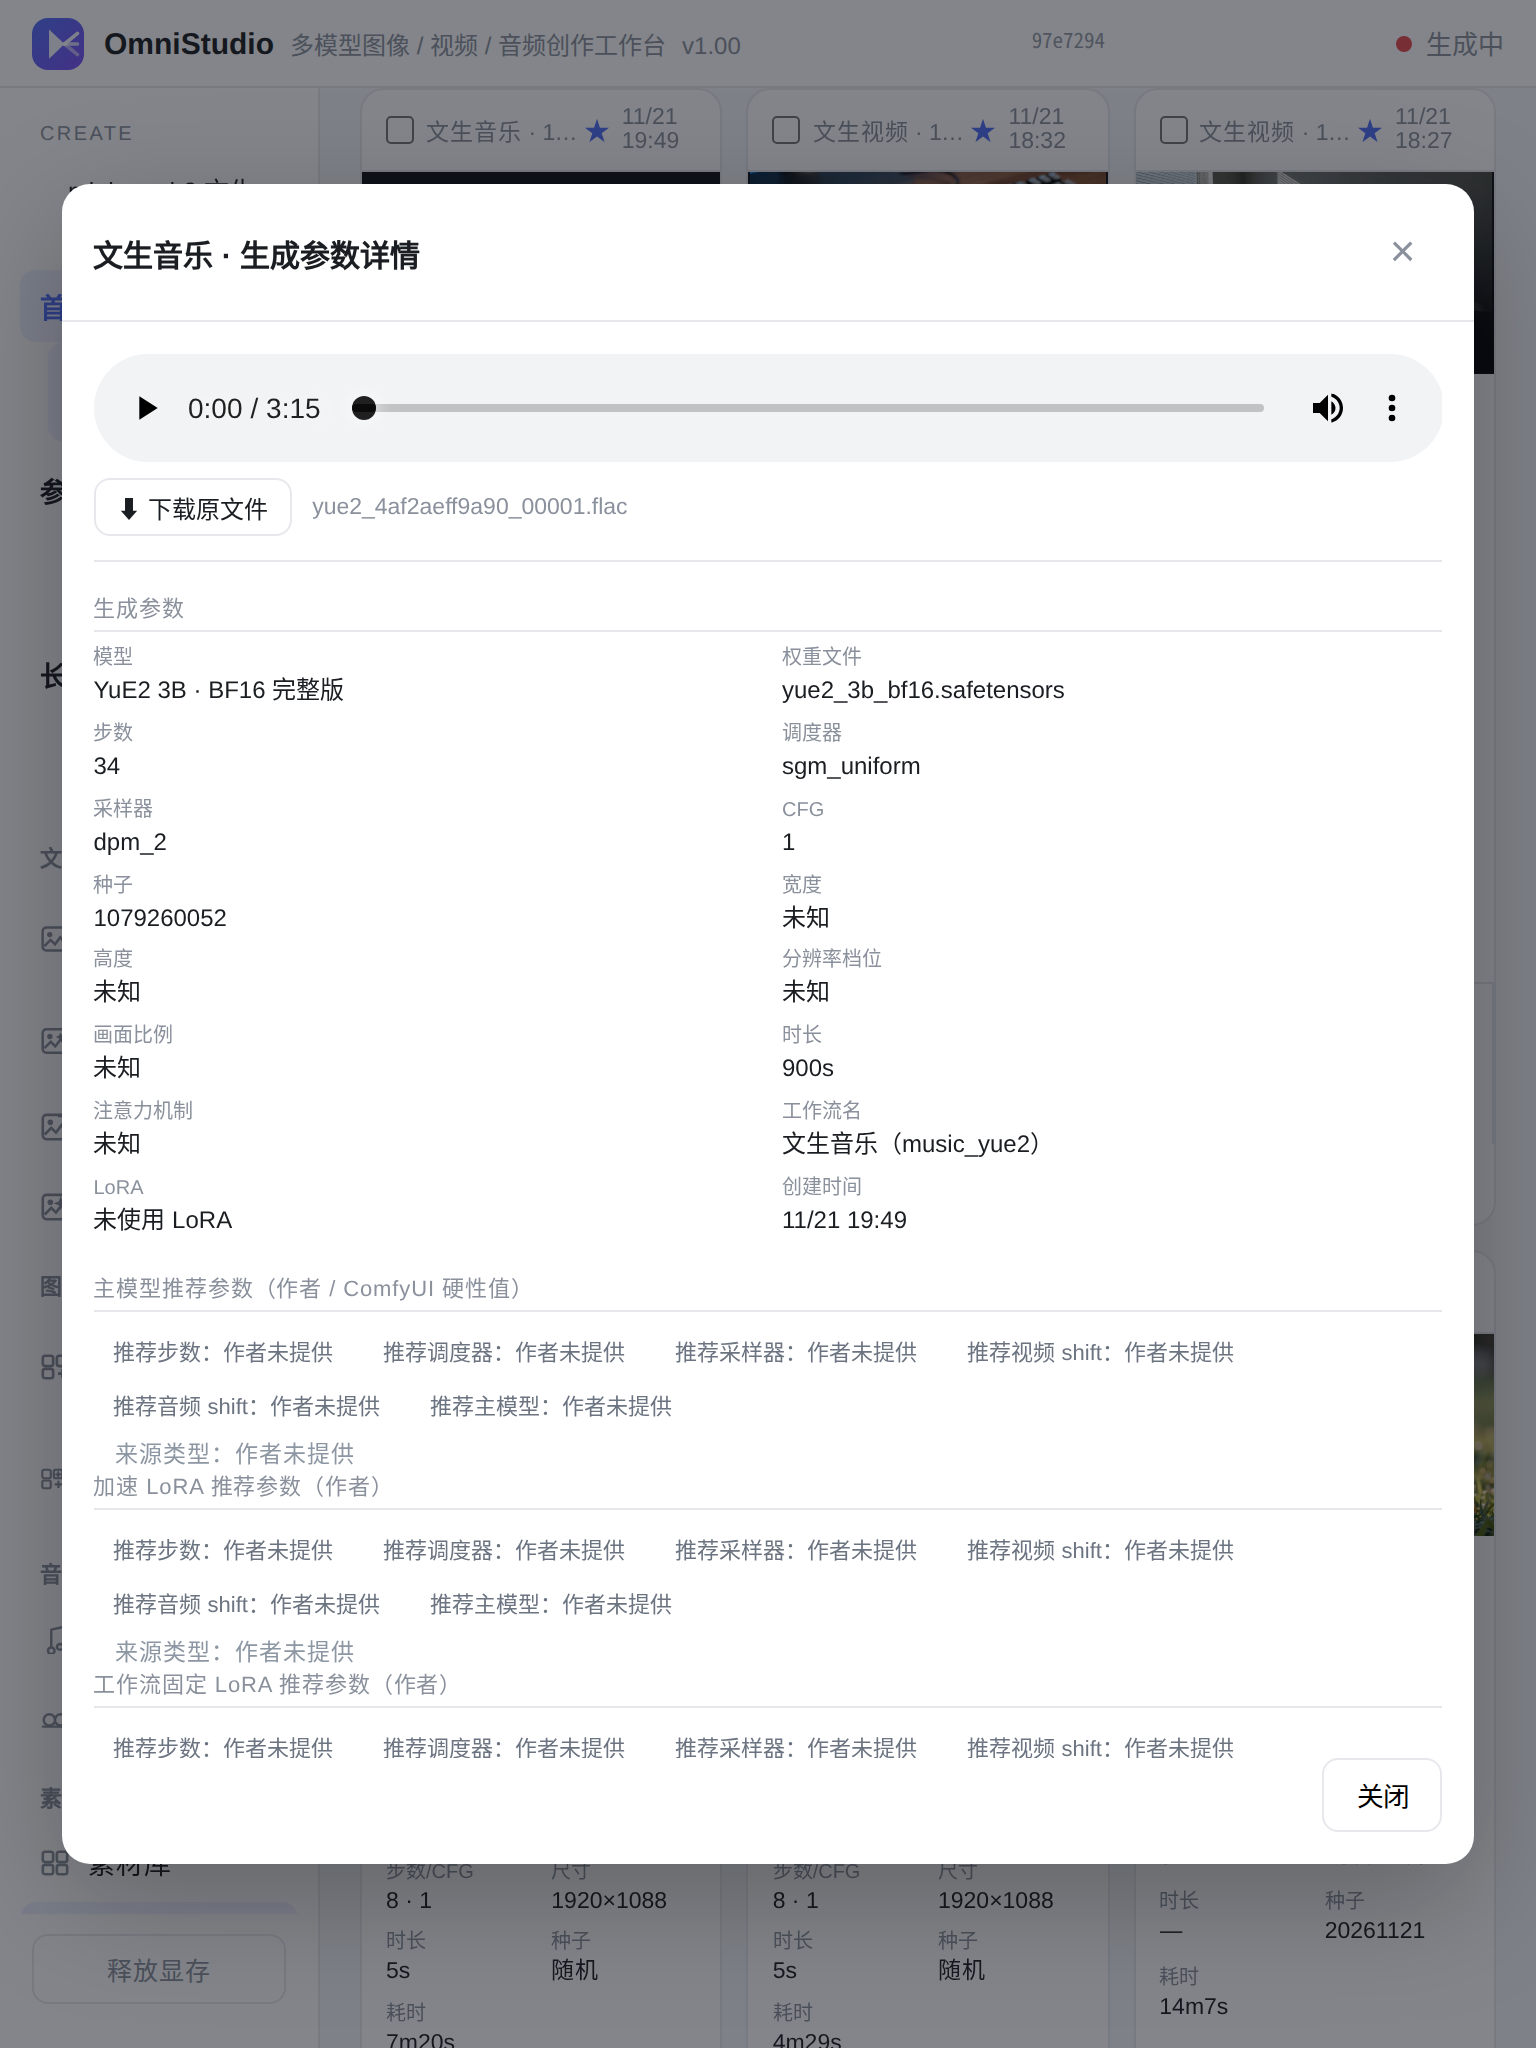 OmniStudio 多模型图像 / 视频 / 音频创作工作台 v1.00 97e7294 生成中
CREATE
文生音乐 · 1... ★ 11/21 19:49
文生视频 · 1... ★ 11/21 18:32
文生视频 · 1... ★ 11/21 18:27
文生音乐 · 生成参数详情
0:00 / 3:15
下载原文件 yue2_4af2aeff9a90_00001.flac
生成参数
模型 权重文件
YuE2 3B · BF16 完整版 yue2_3b_bf16.safetensors
步数 调度器
34 sgm_uniform
采样器 CFG
dpm_2 1
种子 宽度
1079260052 未知
高度 分辨率档位
未知 未知
画面比例 时长
未知 900s
注意力机制 工作流名
未知 文生音乐（music_yue2）
LoRA 创建时间
未使用 LoRA 11/21 19:49
主模型推荐参数（作者 / ComfyUI 硬性值）
推荐步数：作者未提供 推荐调度器：作者未提供 推荐采样器：作者未提供 推荐视频 shift：作者未提供
推荐音频 shift：作者未提供 推荐主模型：作者未提供
来源类型：作者未提供
加速 LoRA 推荐参数（作者）
推荐步数：作者未提供 推荐调度器：作者未提供 推荐采样器：作者未提供 推荐视频 shift：作者未提供
推荐音频 shift：作者未提供 推荐主模型：作者未提供
来源类型：作者未提供
工作流固定 LoRA 推荐参数（作者）
推荐步数：作者未提供 推荐调度器：作者未提供 推荐采样器：作者未提供 推荐视频 shift：作者未提供
关闭
首
参
长
文
图
音
素
素材库
释放显存
步数/CFG 尺寸
8 · 1 1920×1088
时长 种子
5s 随机
耗时
7m20s
步数/CFG 尺寸
8 · 1 1920×1088
时长 种子
5s 随机
耗时
4m29s
时长 种子
— 20261121
耗时
14m7s